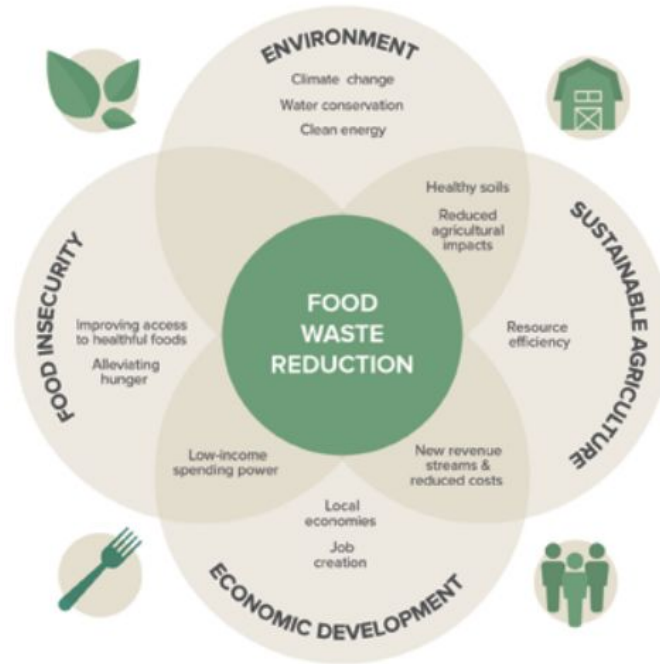 ENVIRONMENT
Climate change
Water conservation
Clean energy
Healthy soils
Reduced
agricultural
impacts
SUSTAINABLE AGRICULTURE
FOOD INSECURITY
Improving access
to healthful foods
Alleviating
hunger
FOOD
WASTE
REDUCTION
Resource
efficiency
Low-income
spending power
New revenue
streams &
reduced costs
Local
economies
Job
creation
ECONOMIC DEVELOPMENT